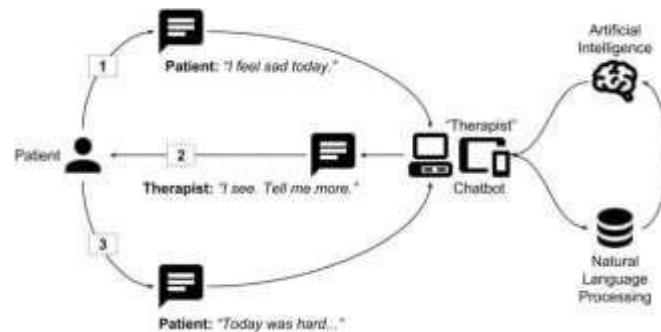 Artificial
Intelligence
1
Patient: "I feel sad today."
"Therapist"
Patient
2
Chatbot
Therapist: "I see. Tell me more."
3
Natural
Language
Processing
Patient: "Today was hard..."